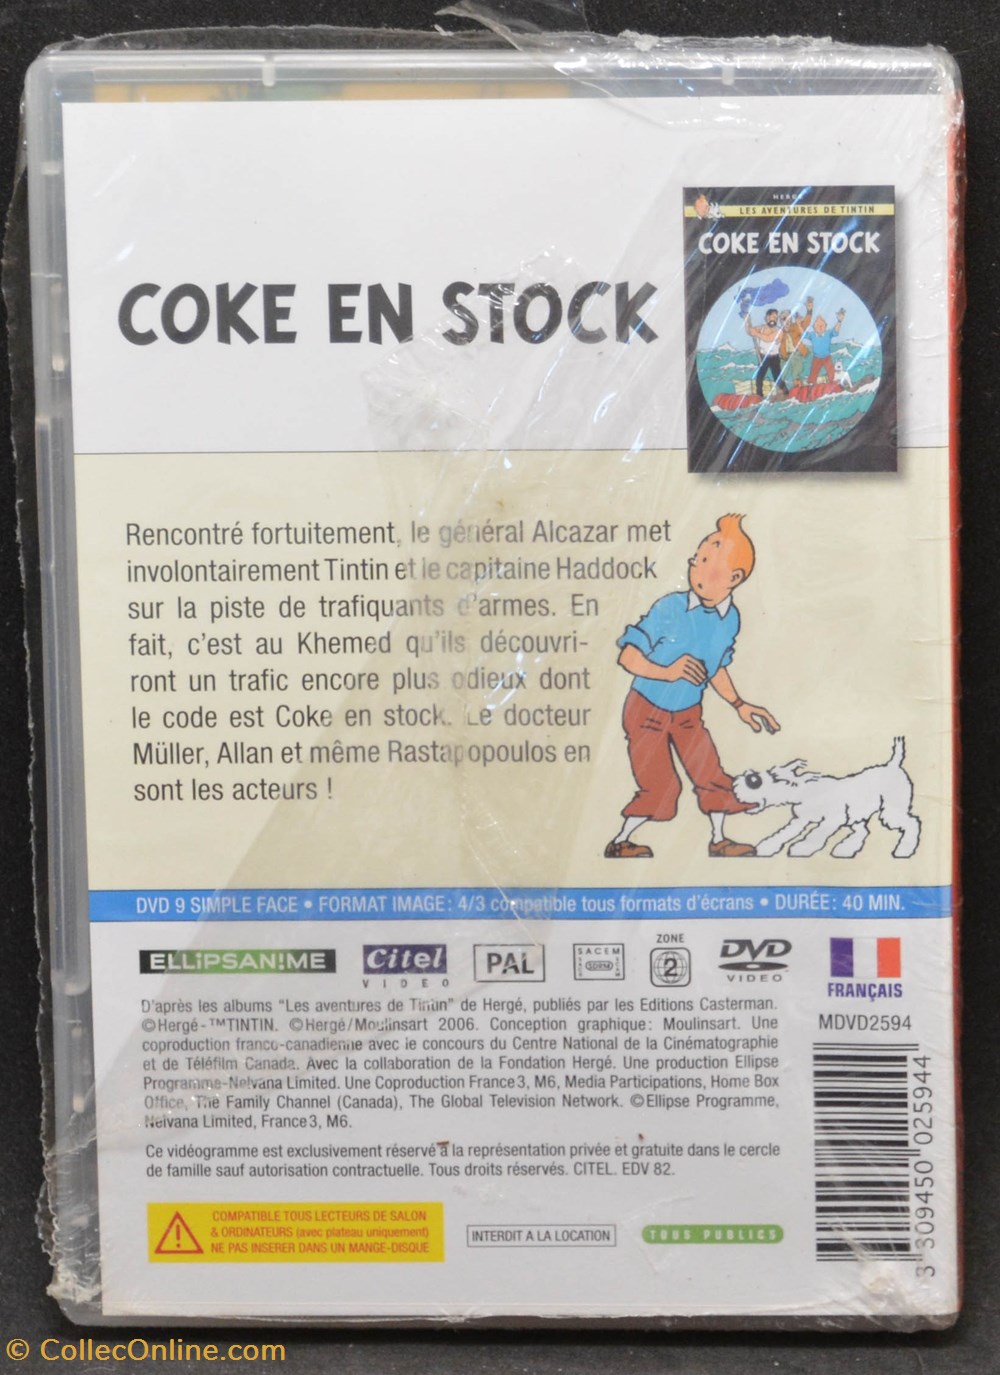 HERGÉ
LES AVENTURES DE TINTIN
COKE EN STOCK
COKE EN STOCK
Rencontré fortuitement, le général Alcazar met
involontairement Tintin et le capitaine Haddock
sur la piste de trafiquants d'armes. En
fait, c'est au Khemed qu'ils découvri-
ront un trafic encore plus odieux dont
le code est Coke en stock. Le docteur
Müller, Allan et même Rastapopoulos en
sont les acteurs !
DVD 9 SIMPLE FACE • FORMAT IMAGE : 4/3 compatible tous formats d'écrans • DURÉE : 40 MIN.
ELLiPSAN!ME
Citel
VIDEO
PAL
SACEM
SDRM
ZONE
2
DVD
VIDEO
FRANÇAIS
MDVD2594
D'après les albums "Les aventures de Tintin" de Hergé, publiés par les Editions Casterman.
©Hergé-™TINTIN. ©Hergé/Moulinsart 2006. Conception graphique : Moulinsart. Une
coproduction franco-canadienne avec le concours du Centre National de la Cinématographie
et de Téléfilm Canada. Avec la collaboration de la Fondation Hergé. Une production Ellipse
Programme-Nelvana Limited. Une Coproduction France 3, M6, Media Participations, Home Box
Office, The Family Channel (Canada), The Global Television Network. ©Ellipse Programme,
Nelvana Limited, France 3, M6.
Ce vidéogramme est exclusivement réservé à la représentation privée et gratuite dans le cercle
de famille sauf autorisation contractuelle. Tous droits réservés. CITEL. EDV 82.
COMPATIBLE TOUS LECTEURS DE SALON
& ORDINATEURS (avec plateau uniquement)
NE PAS INSERER DANS UN MANGE-DISQUE
INTERDIT A LA LOCATION
TOUS PUBLICS
3 309450 025944
© CollecOnline.com